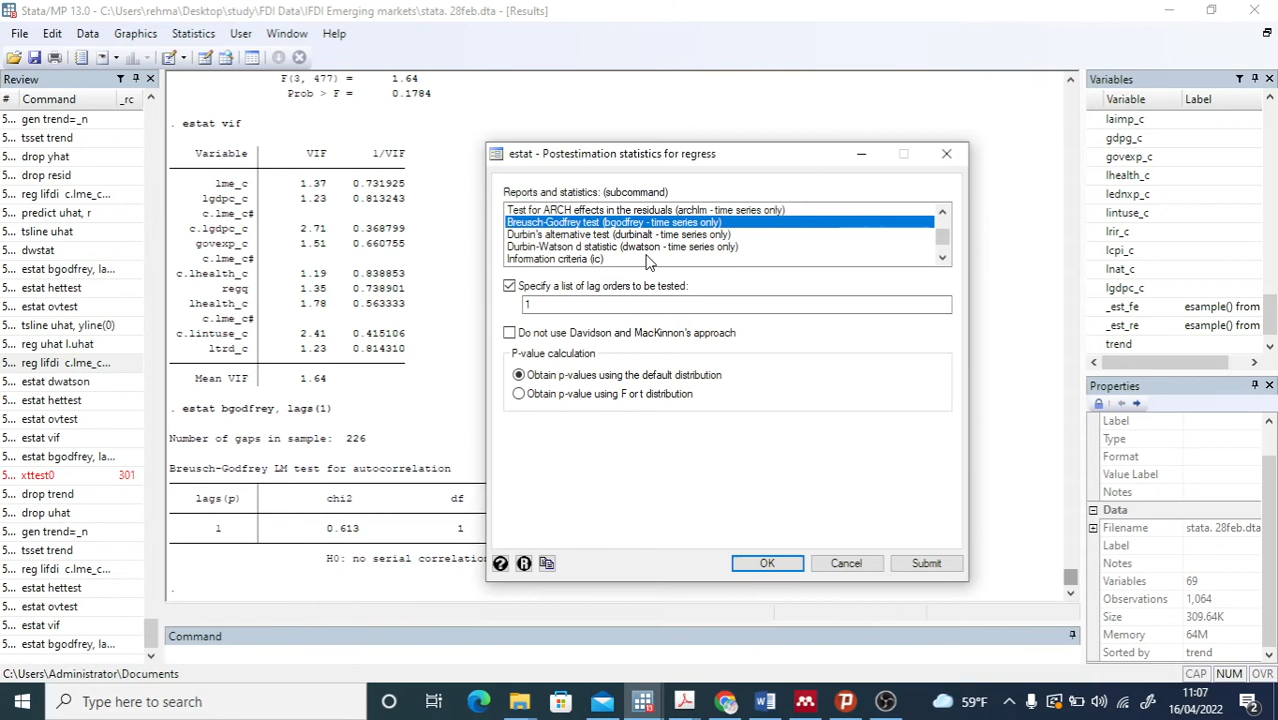 Stata/MP 13.0 - C:\Users\rehma\Desktop\study\FDI Data\IFDI Emerging markets\stata. 28feb.dta - [Results]
File Edit Data Graphics Statistics User Window Help
Review
# Command _rc
5... gen trend=_n
5... tsset trend
5... drop yhat
5... drop resid
5... reg lifdi c.lme_c...
5... predict uhat, r
5... tsline uhat
5... dwstat
5... estat bgodfrey, la...
5... estat hettest
5... estat ovtest
5... tsline uhat, yline(0)
5... reg uhat l.uhat
5... reg lifdi c.lme_c...
5... estat dwatson
5... estat hettest
5... estat ovtest
5... estat vif
5... estat bgodfrey, la...
5... xttest0 301
5... drop trend
5... drop uhat
5... gen trend=_n
5... tsset trend
5... reg lifdi c.lme_c...
5... estat hettest
5... estat ovtest
5... estat vif
5... estat bgodfrey, la...
F(3, 477) = 1.64
Prob > F = 0.1784
. estat vif
Variable VIF 1/VIF
lme_c 1.37 0.731925
lgdpc_c 1.23 0.813243
c.lme_c#
c.lgdpc_c 2.71 0.368799
govexp_c 1.51 0.660755
c.lme_c#
c.lhealth_c 1.19 0.838853
regq 1.35 0.738901
lhealth_c 1.78 0.563333
c.lme_c#
c.lintuse_c 2.41 0.415106
ltrd_c 1.23 0.814310
Mean VIF 1.64
. estat bgodfrey, lags(1)
Number of gaps in sample: 226
Breusch-Godfrey LM test for autocorrelation
lags(p) chi2 df
1 0.613 1
H0: no serial correlation
.
Command
estat - Postestimation statistics for regress
Reports and statistics: (subcommand)
Test for ARCH effects in the residuals (archlm - time series only)
Breusch-Godfrey test (bgodfrey - time series only)
Durbin's alternative test (durbinalt - time series only)
Durbin-Watson d statistic (dwatson - time series only)
Information criteria (ic)
Specify a list of lag orders to be tested:
1
Do not use Davidson and MacKinnon's approach
P-value calculation
Obtain p-values using the default distribution
Obtain p-value using F or t distribution
OK Cancel Submit
Variables
Variable Label
laimp_c
gdpg_c
govexp_c
lhealth_c
lednxp_c
lintuse_c
lrir_c
lcpi_c
lnat_c
lgdpc_c
_est_fe esample() from
_est_re esample() from
trend
Properties
Label
Type
Format
Value Label
Notes
Data
Filename stata. 28feb.dta
Label
Notes
Variables 69
Observations 1,064
Size 309.64K
Memory 64M
Sorted by trend
C:\Users\Administrator\Documents
CAP NUM OVR
Type here to search
59°F
11:07
16/04/2022
2